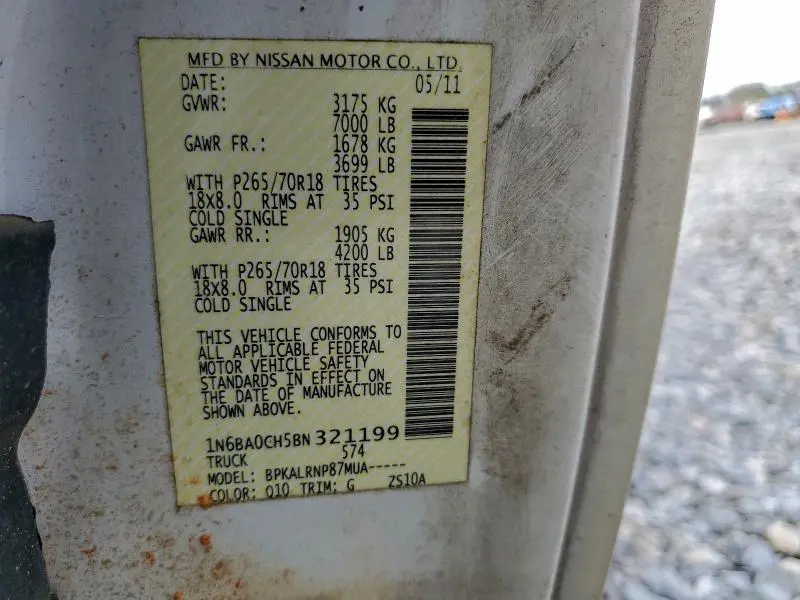 MFD BY NISSAN MOTOR CO., LTD.
DATE: 05/11
GVWR: 3175 KG
7000 LB
GAWR FR.: 1678 KG
3699 LB
WITH P265/70R18 TIRES
18x8.0 RIMS AT 35 PSI
COLD SINGLE
GAWR RR.: 1905 KG
4200 LB
WITH P265/70R18 TIRES
18x8.0 RIMS AT 35 PSI
COLD SINGLE
THIS VEHICLE CONFORMS TO
ALL APPLICABLE FEDERAL
MOTOR VEHICLE SAFETY
STANDARDS IN EFFECT ON
THE DATE OF MANUFACTURE
SHOWN ABOVE.
1N6BA0CH5BN 321199
TRUCK 574
MODEL: BPKALRNP87MUA-----
COLOR: Q10 TRIM: G ZS10A